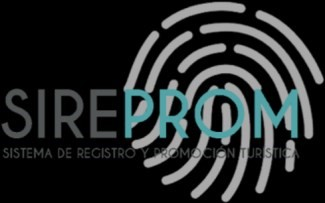 SIREPROM
SISTEMA DE REGISTRO Y PROMOCIÓN TURÍSTICA